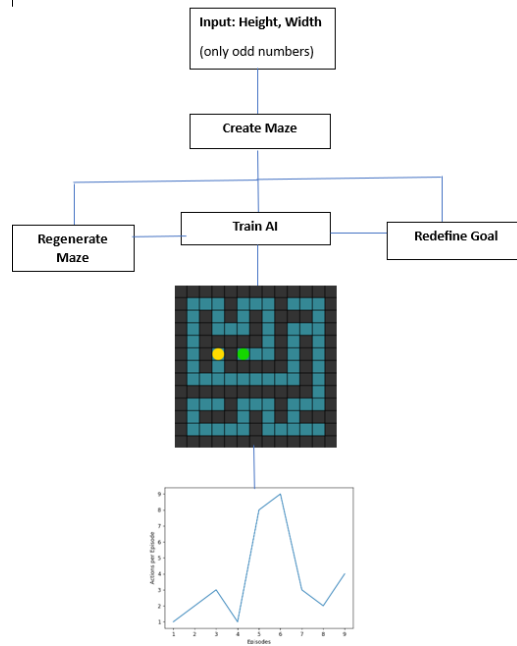 Input: Height, Width
(only odd numbers)
Create Maze
Regenerate
Maze
Train AI
Redefine Goal
9
8
7
6
5
4
3
2
1
Actions per Episode
1 2 3 4 5 6 7 8 9
Episodes